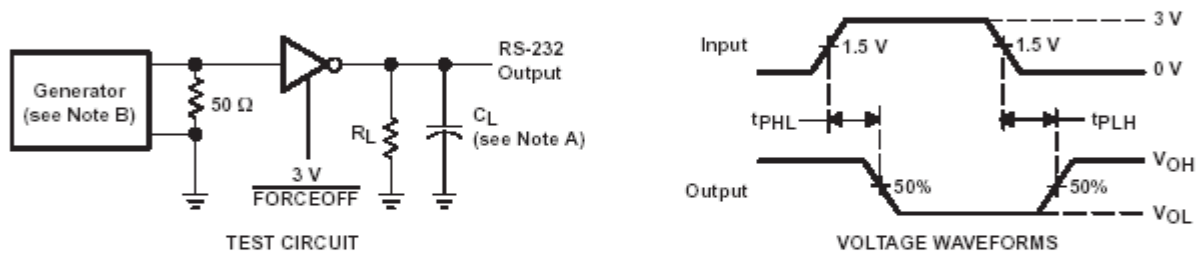 Generator
(see Note B)
50 Ω
3 V
FORCEOFF
RS-232
Output
RL
CL
(see Note A)
TEST CIRCUIT
Input
1.5 V
1.5 V
3 V
0 V
tPHL
tPLH
Output
50%
50%
VOH
VOL
VOLTAGE WAVEFORMS